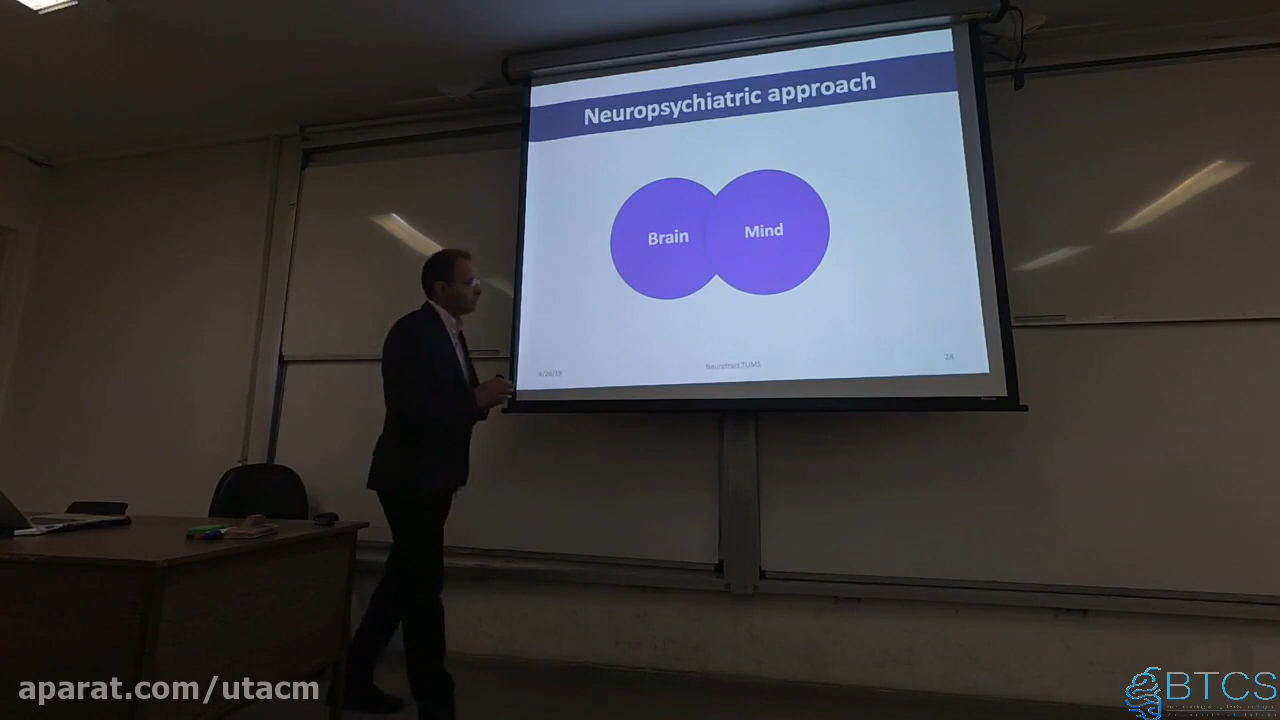 Neuropsychiatric approach
Brain
Mind
4/26/19
Neurotract.TUMS
28
aparat.com/utacm
BTCS